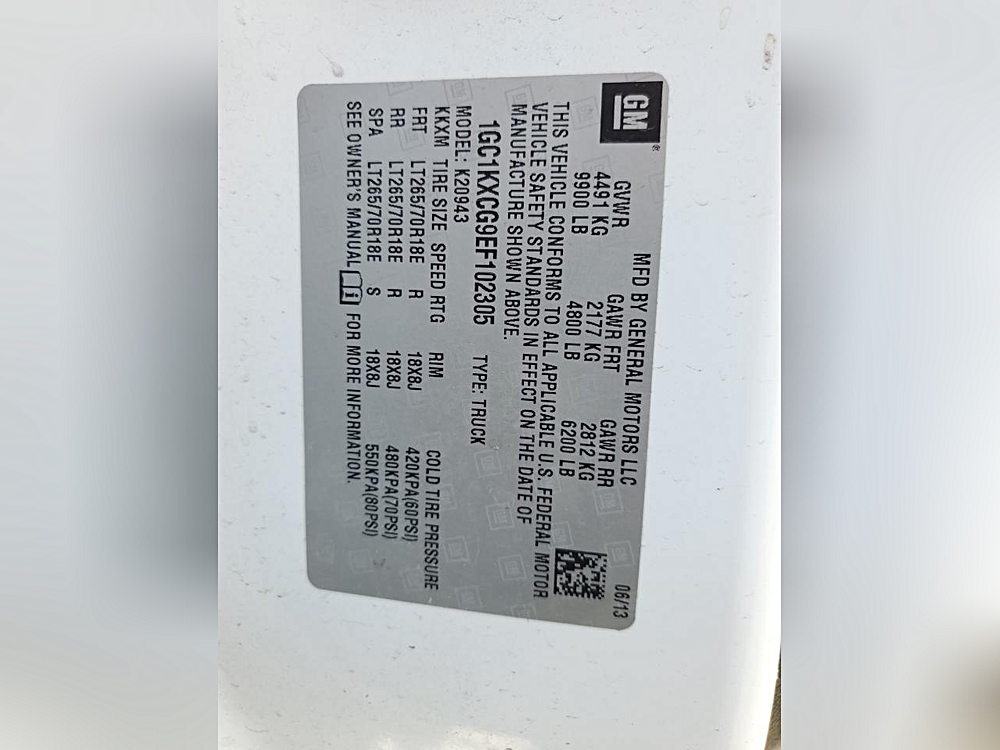 GM®
MFD BY GENERAL MOTORS LLC 06/13
GVWR GAWR FRT GAWR RR
4491 KG 2177 KG 2812 KG
9900 LB 4800 LB 6200 LB
THIS VEHICLE CONFORMS TO ALL APPLICABLE U.S. FEDERAL MOTOR
VEHICLE SAFETY STANDARDS IN EFFECT ON THE DATE OF
MANUFACTURE SHOWN ABOVE.
1GC1KXCG9EF102305 TYPE: TRUCK
MODEL: K20943
KKXM TIRE SIZE SPEED RTG RIM COLD TIRE PRESSURE
FRT LT265/70R18E R 18X8J 420KPA(60PSI)
RR LT265/70R18E R 18X8J 480KPA(70PSI)
SPA LT265/70R18E S 18X8J 550KPA(80PSI)
SEE OWNER'S MANUAL FOR MORE INFORMATION.